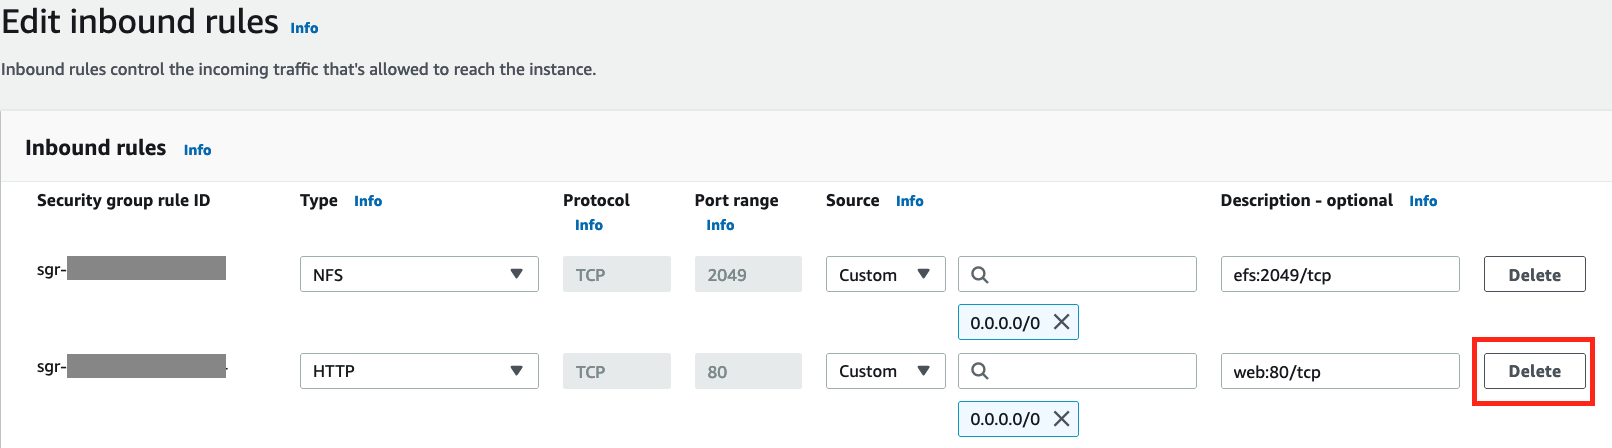 Edit inbound rules Info
Inbound rules control the incoming traffic that's allowed to reach the instance.
Inbound rules Info
Security group rule ID Type Info Protocol Info Port range Info Source Info Description - optional Info
sgr- NFS TCP 2049 Custom efs:2049/tcp Delete
0.0.0.0/0
sgr- HTTP TCP 80 Custom web:80/tcp Delete
0.0.0.0/0